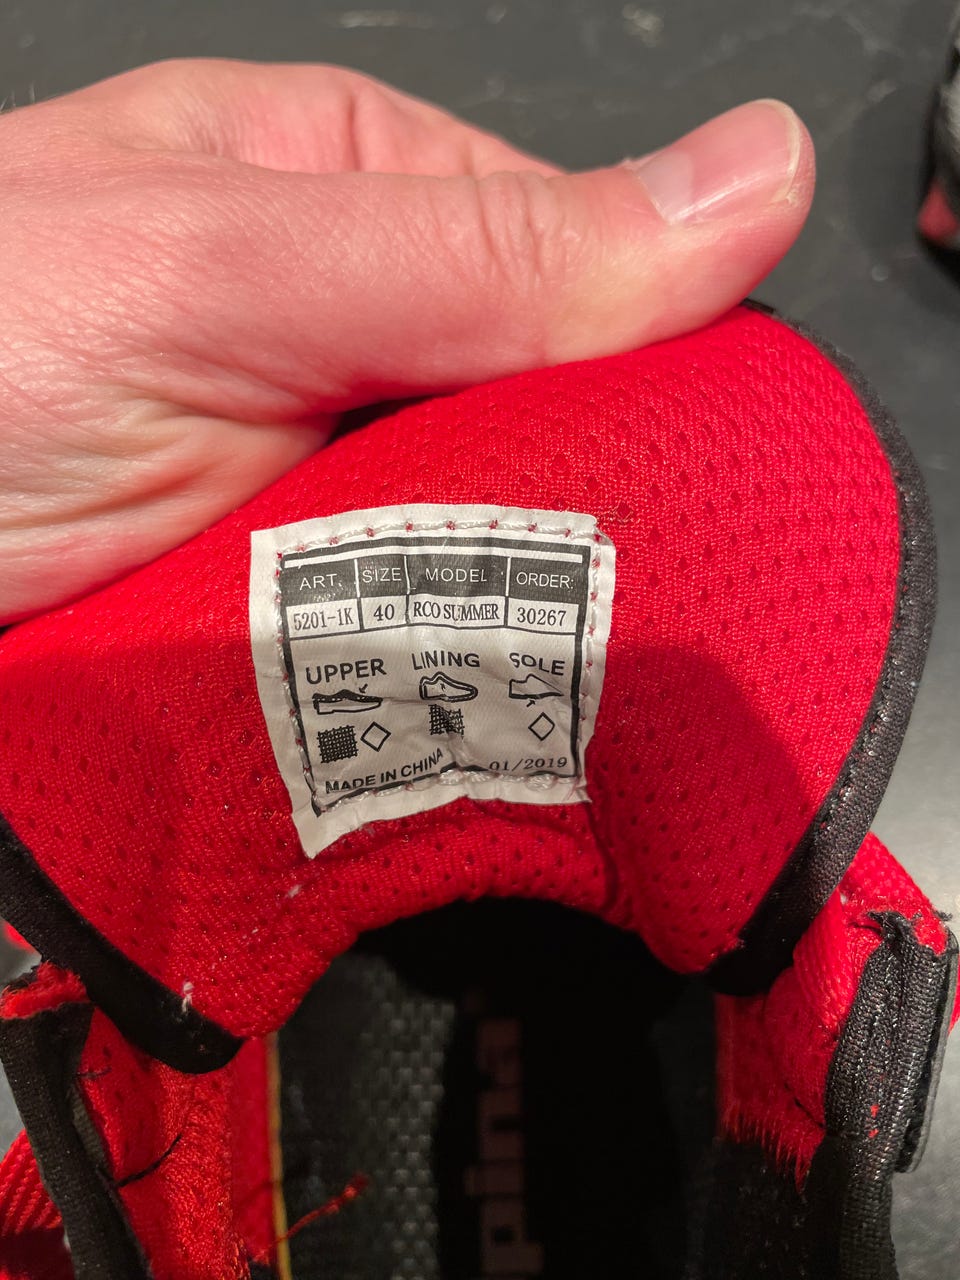 ART. SIZE MODEL ORDER:
5201-1K 40 RCO SUMMER 30267
UPPER LINING SOLE
MADE IN CHINA 01/2019